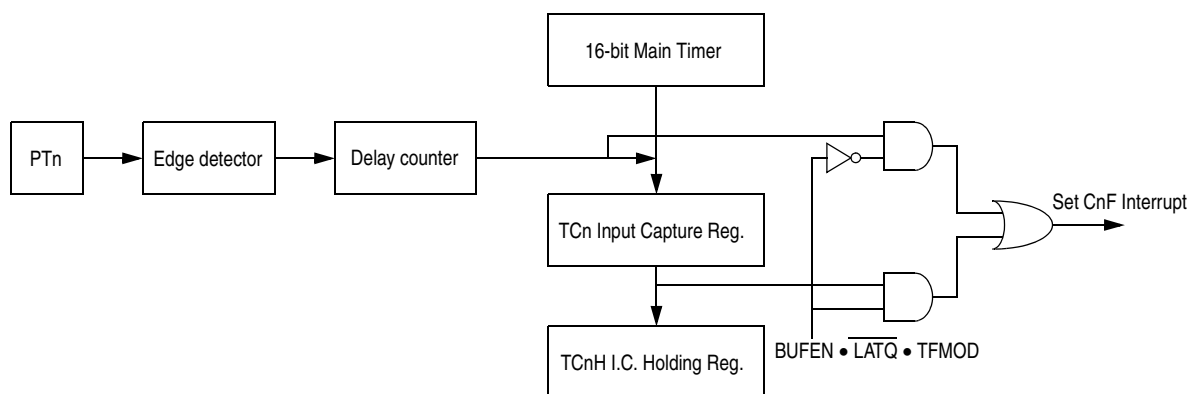 16-bit Main Timer
PTn
Edge detector
Delay counter
TCn Input Capture Reg.
Set CnF Interrupt
TCnH I.C. Holding Reg.
BUFEN • L̅A̅T̅Q̅ • TFMOD